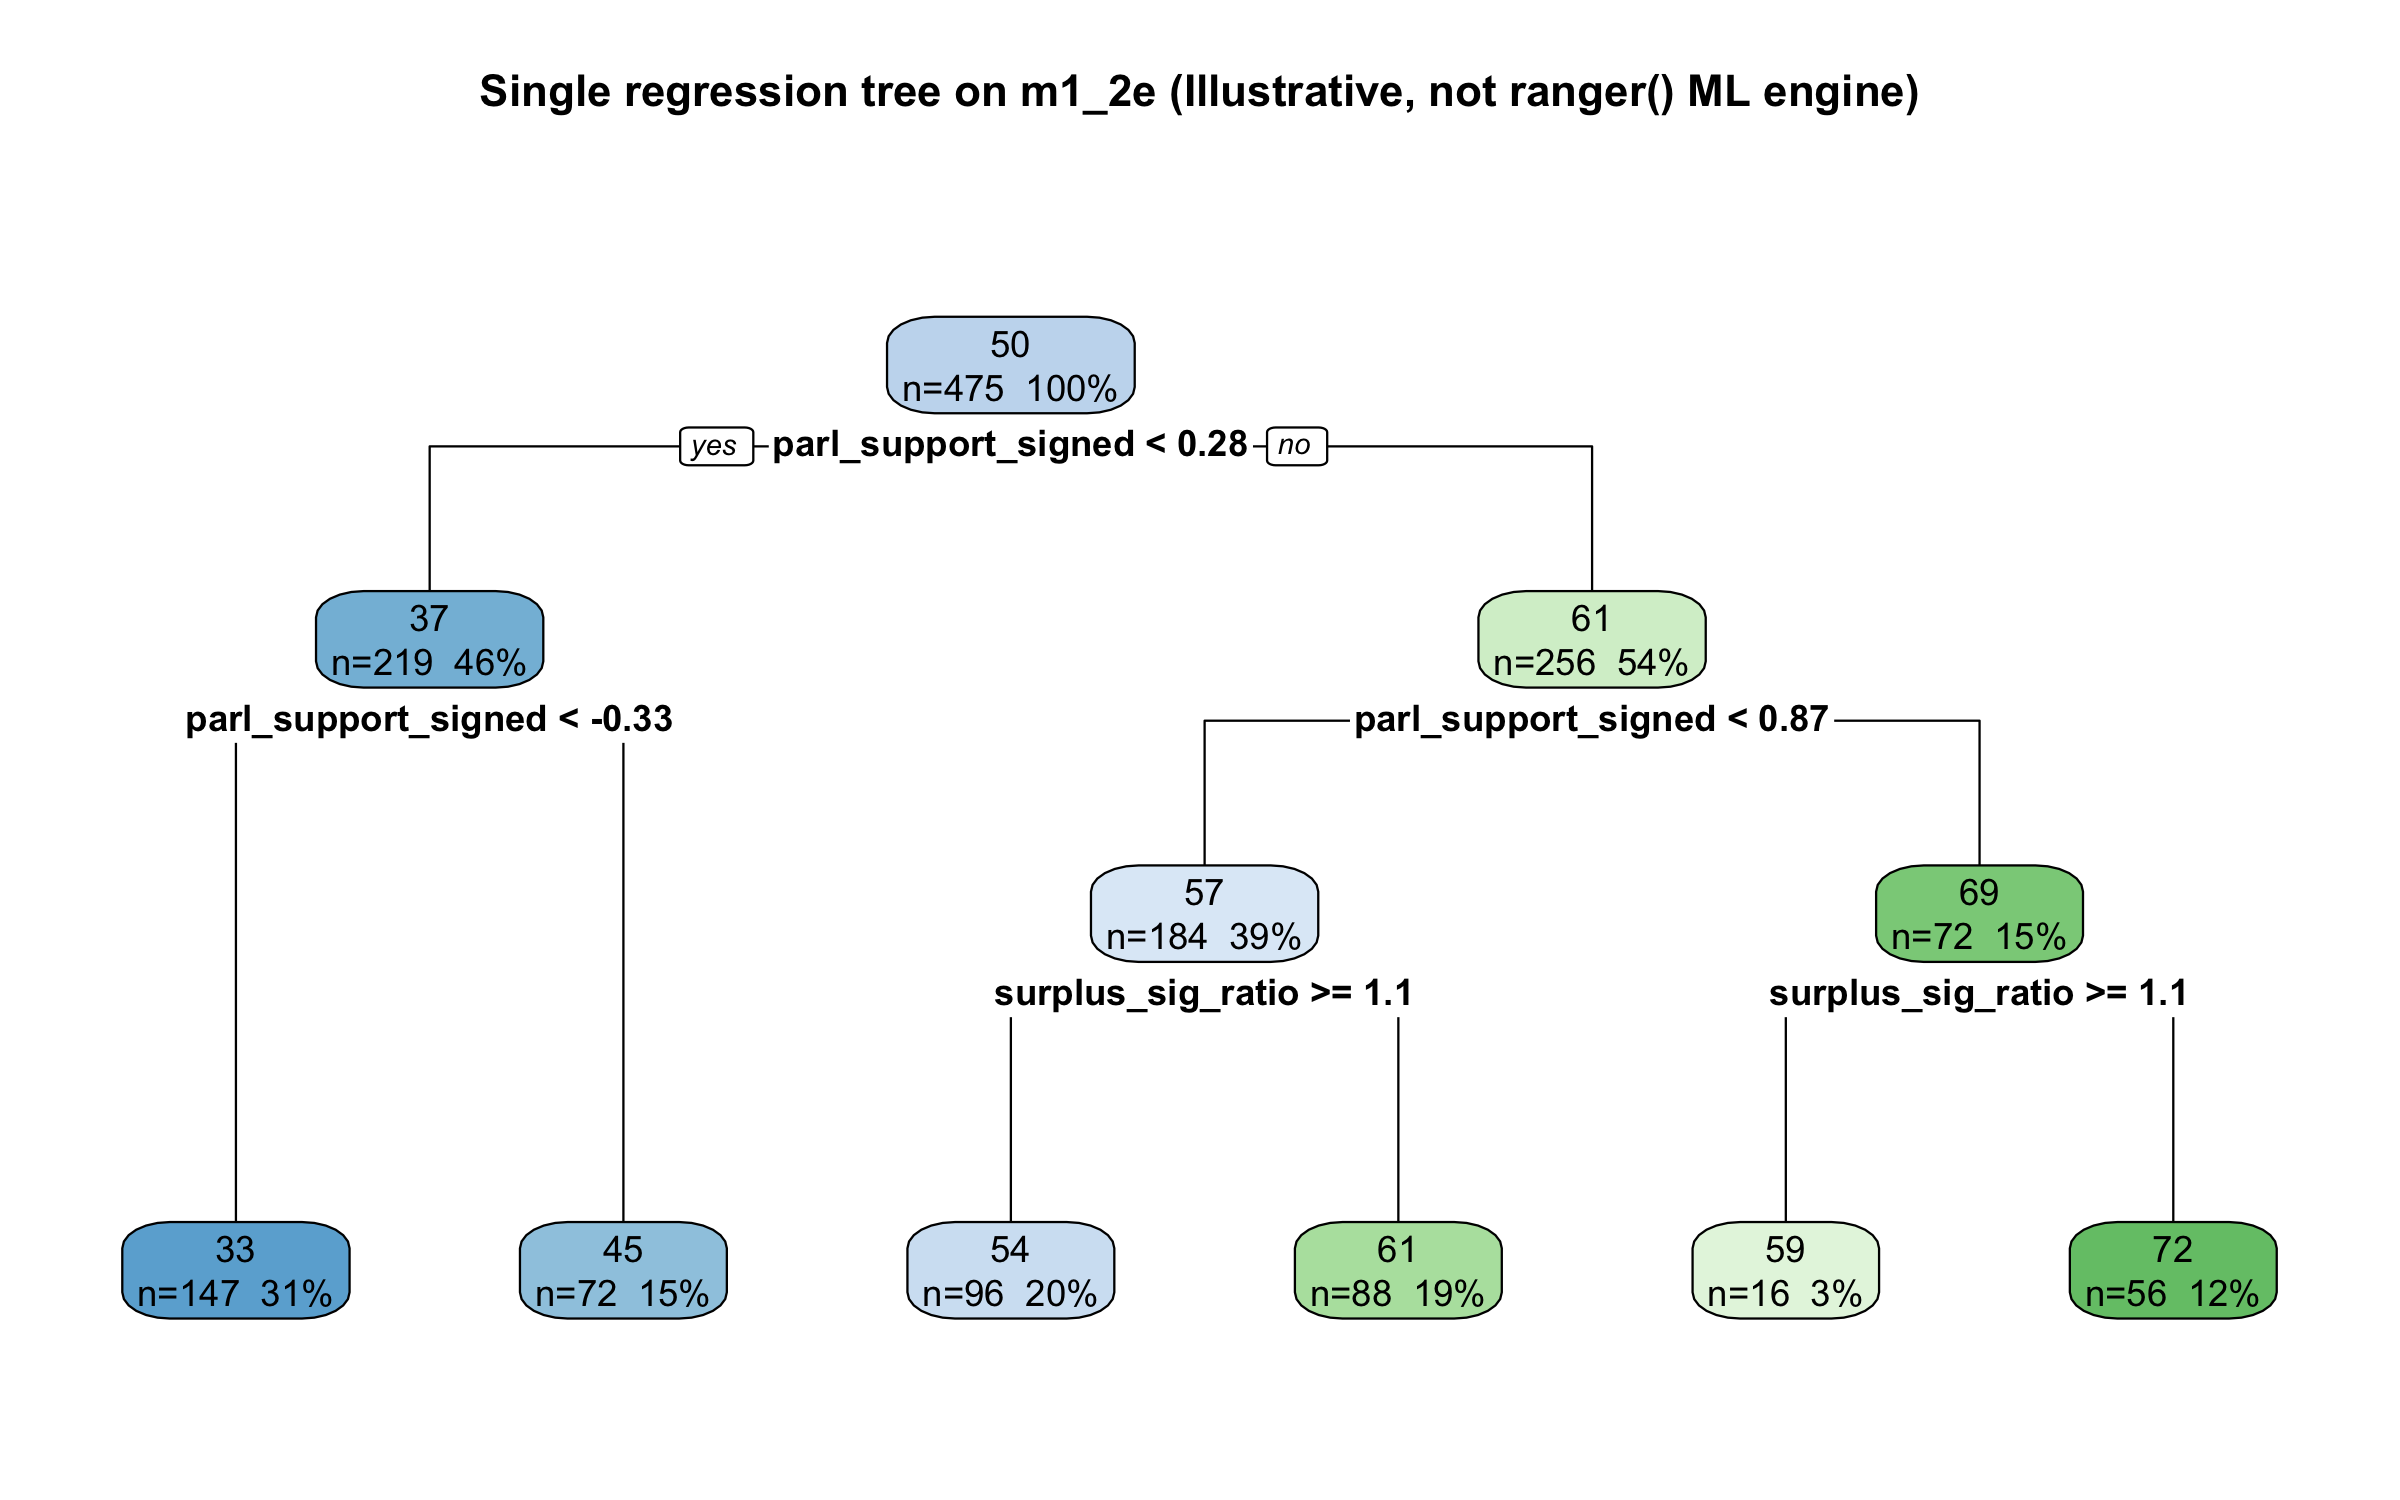 Single regression tree on m1_2e (Illustrative, not ranger() ML engine)
50
n=475 100%
yes
parl_support_signed < 0.28
no
37
n=219 46%
61
n=256 54%
parl_support_signed < -0.33
parl_support_signed < 0.87
57
n=184 39%
69
n=72 15%
surplus_sig_ratio >= 1.1
surplus_sig_ratio >= 1.1
33
n=147 31%
45
n=72 15%
54
n=96 20%
61
n=88 19%
59
n=16 3%
72
n=56 12%